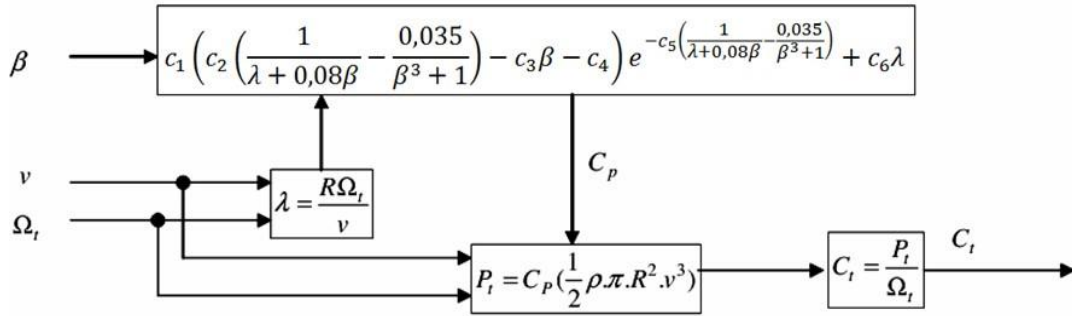 β
c₁(c₂(1/(λ+0,08β) − 0,035/(β³+1)) − c₃β − c₄)e^(−c₅(1/(λ+0,08β) − 0,035/(β³+1))) + c₆λ
C_p
v
λ = RΩ_t/v
Ω_t
P_t = C_P(1/2 ρ.π.R².v³)
C_t = P_t/Ω_t
C_t